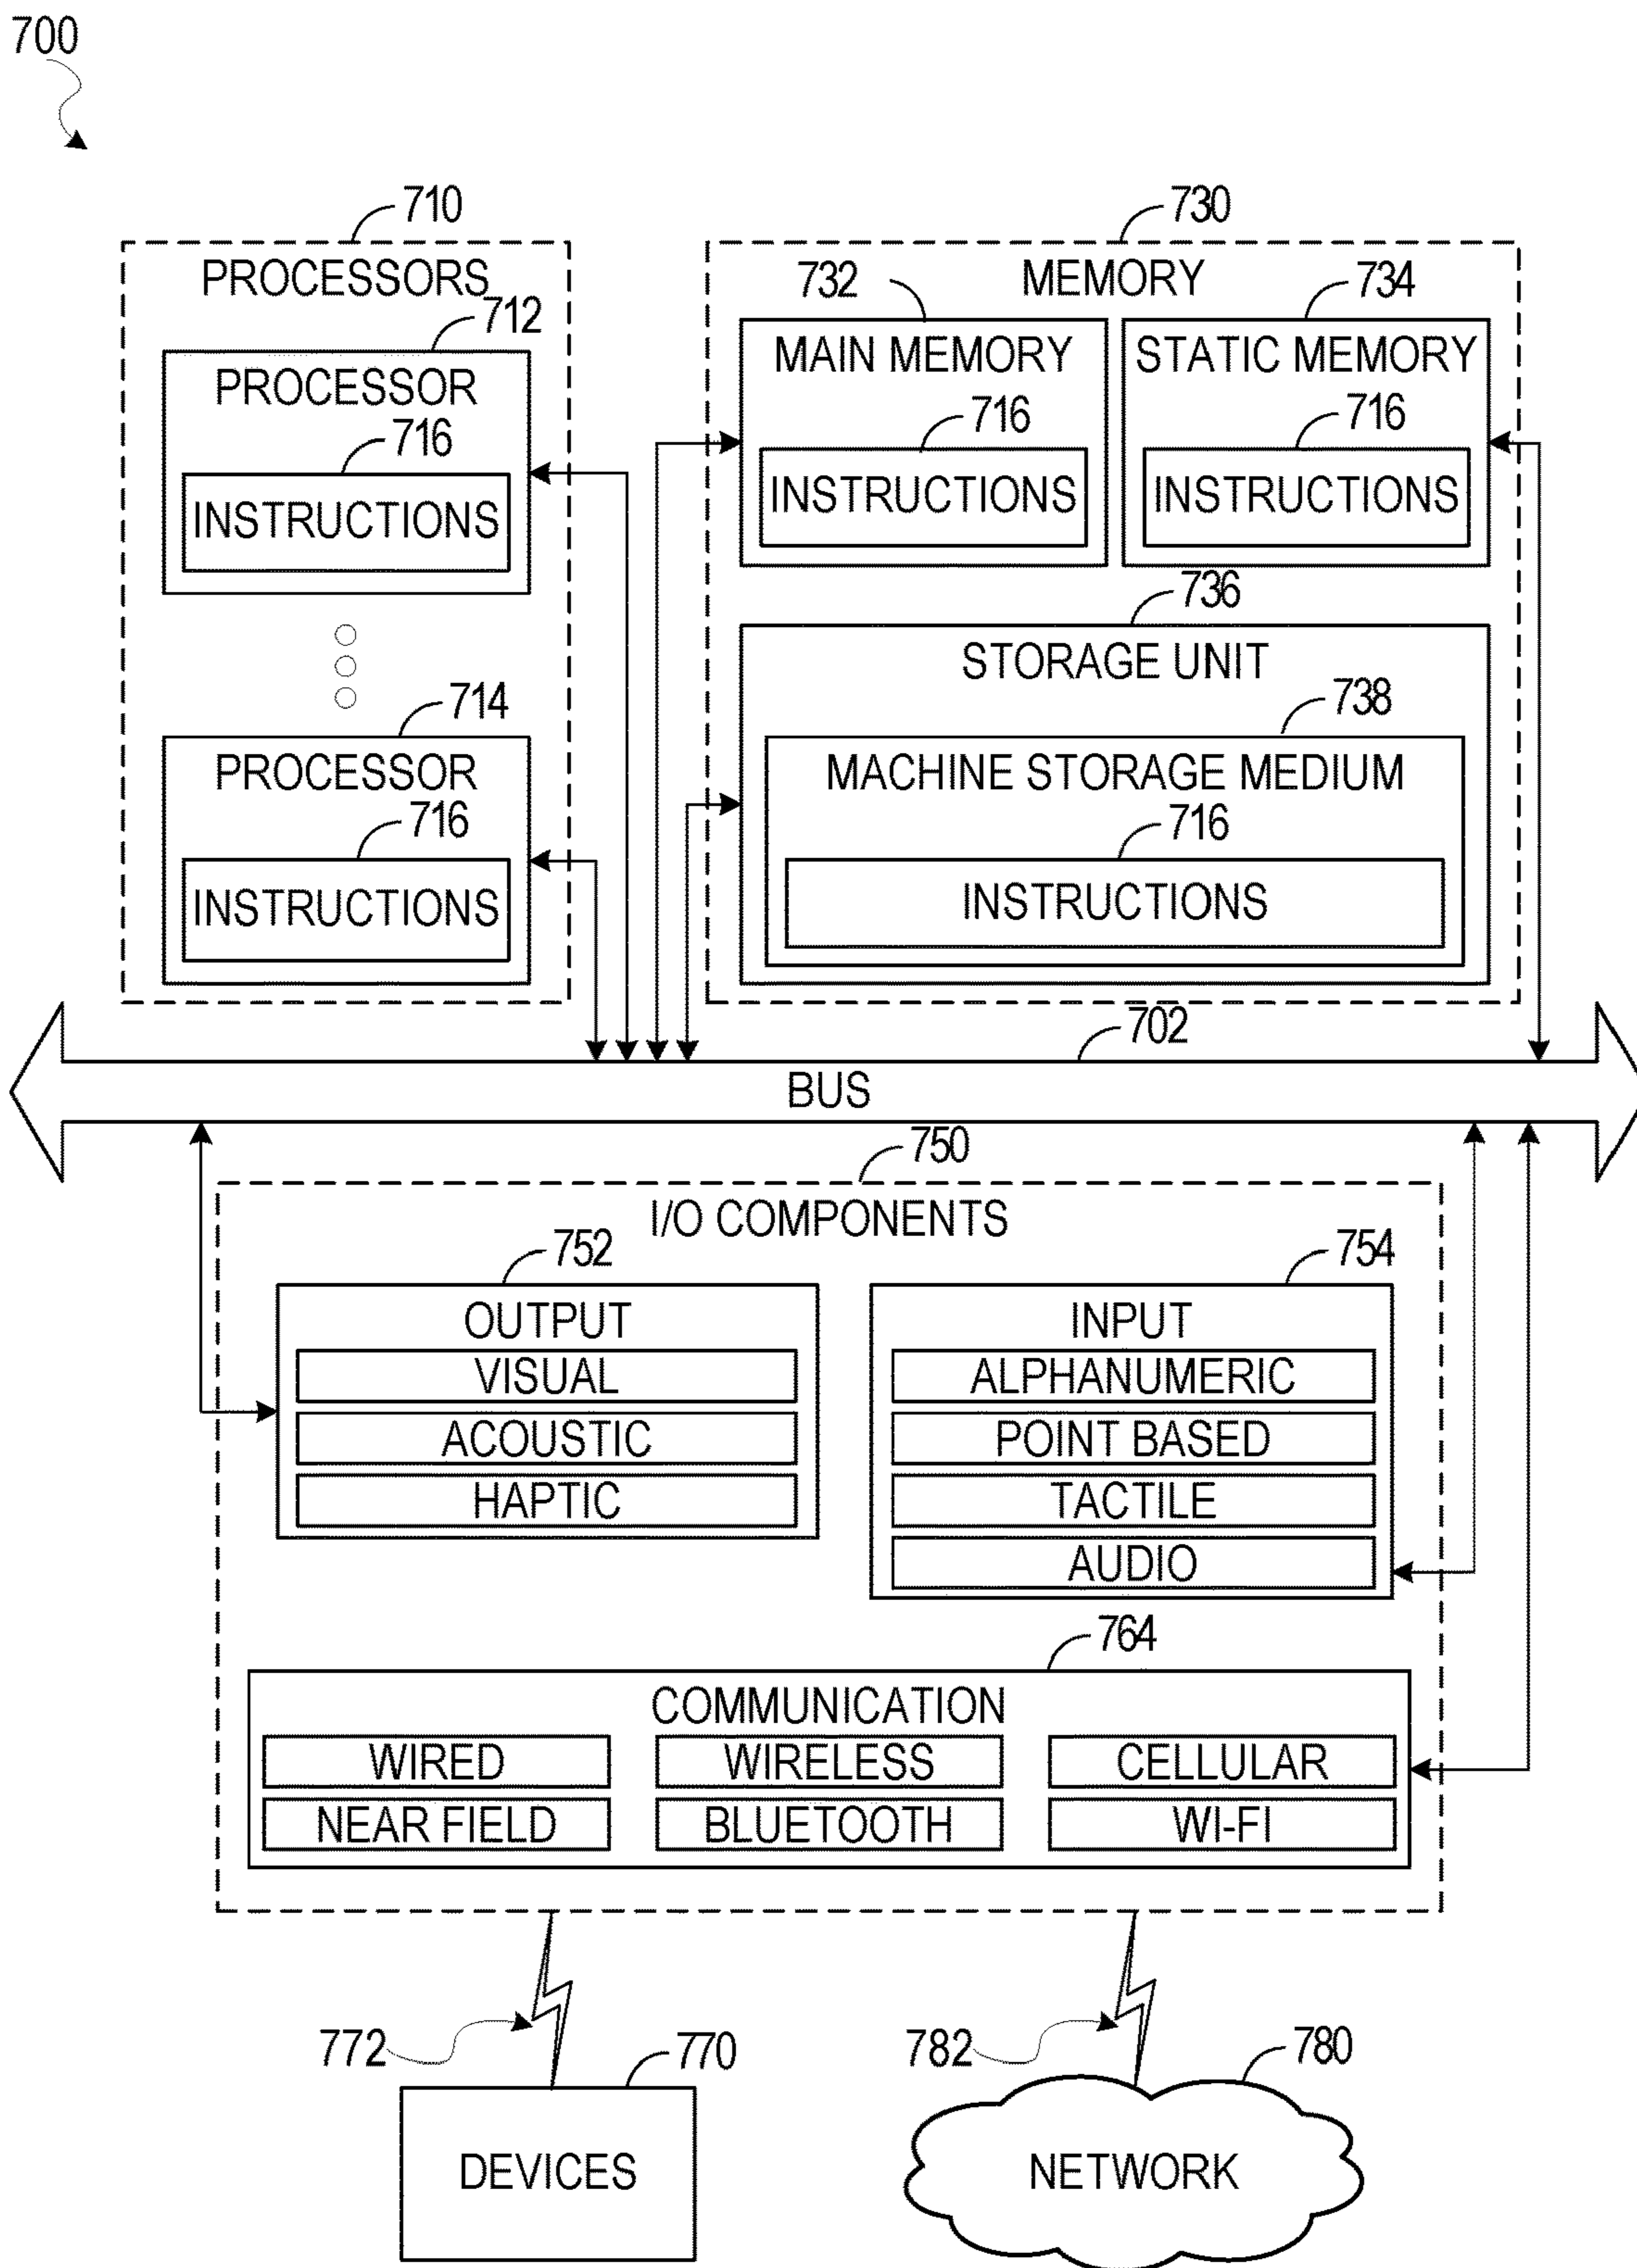 700
710
PROCESSORS
712
PROCESSOR
716
INSTRUCTIONS
714
PROCESSOR
716
INSTRUCTIONS
730
MEMORY
732
MAIN MEMORY
716
INSTRUCTIONS
734
STATIC MEMORY
716
INSTRUCTIONS
736
STORAGE UNIT
738
MACHINE STORAGE MEDIUM
716
INSTRUCTIONS
702
BUS
750
I/O COMPONENTS
752
OUTPUT
VISUAL
ACOUSTIC
HAPTIC
754
INPUT
ALPHANUMERIC
POINT BASED
TACTILE
AUDIO
764
COMMUNICATION
WIRED
WIRELESS
CELLULAR
NEAR FIELD
BLUETOOTH
WI-FI
772
770
DEVICES
782
780
NETWORK